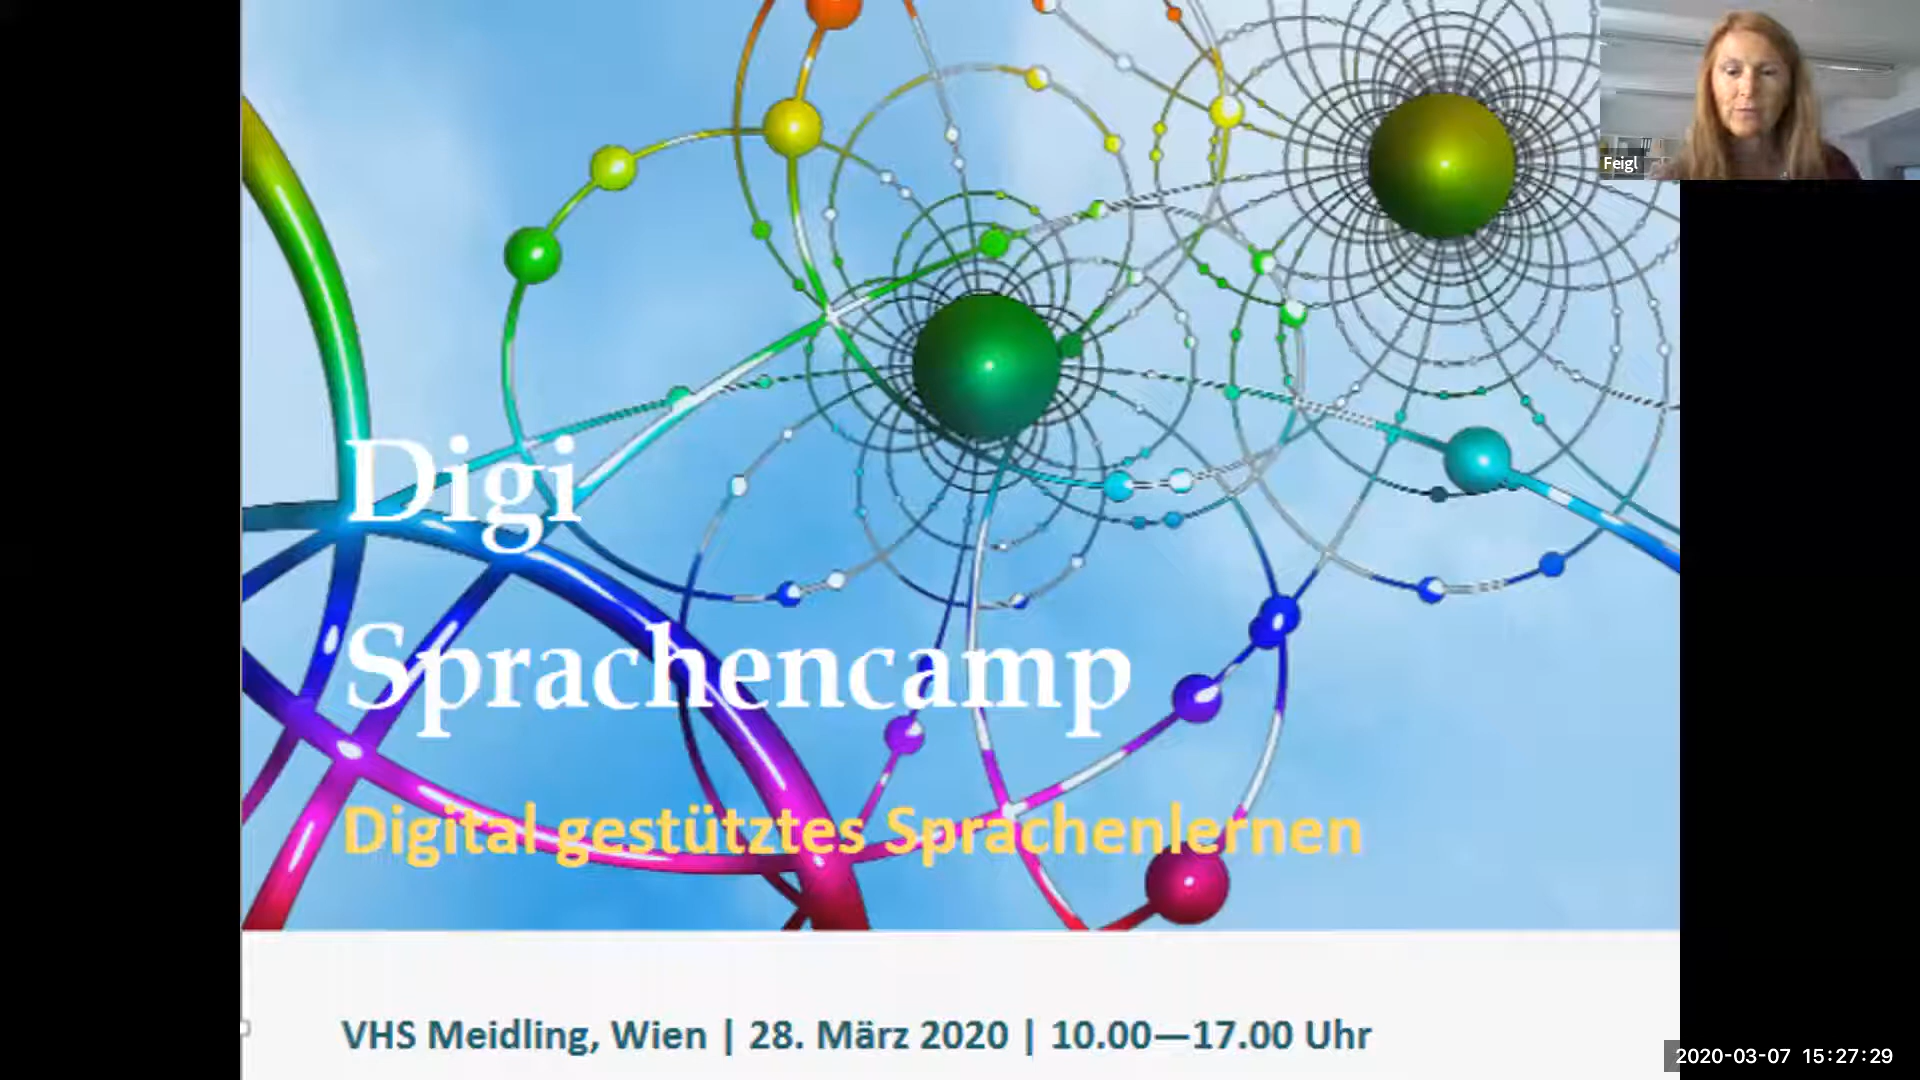 Feigl
Digi
Sprachencamp
Digital gestütztes Sprachenlernen
VHS Meidling, Wien | 28. März 2020 | 10.00—17.00 Uhr
2020-03-07 15:27:29